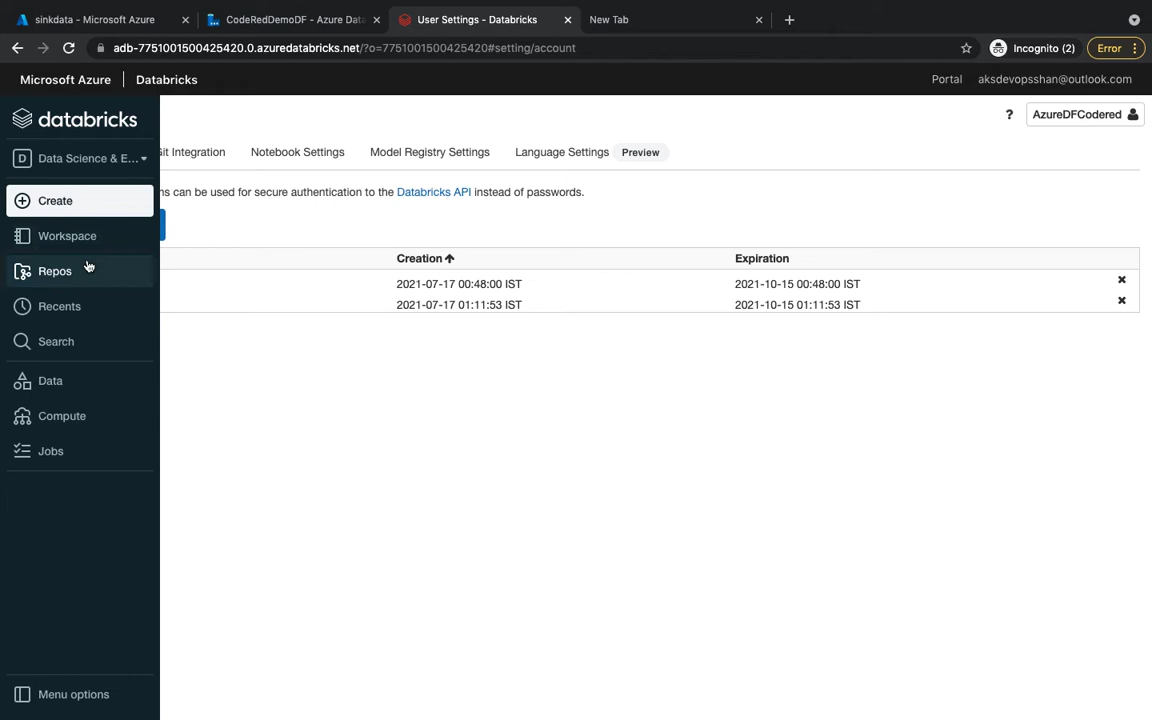 sinkdata - Microsoft Azure
CodeRedDemoDF - Azure Data
User Settings - Databricks
New Tab
adb-7751001500425420.0.azuredatabricks.net/?o=7751001500425420#setting/account
Incognito (2)
Error
Microsoft Azure
Databricks
Portal
aksdevopsshan@outlook.com
databricks
? AzureDFCodered
D Data Science & E...
Git Integration
Notebook Settings
Model Registry Settings
Language Settings
Preview
Create
ns can be used for secure authentication to the Databricks API instead of passwords.
Workspace
Creation
Expiration
Repos
2021-07-17 00:48:00 IST
2021-10-15 00:48:00 IST
Recents
2021-07-17 01:11:53 IST
2021-10-15 01:11:53 IST
Search
Data
Compute
Jobs
Menu options